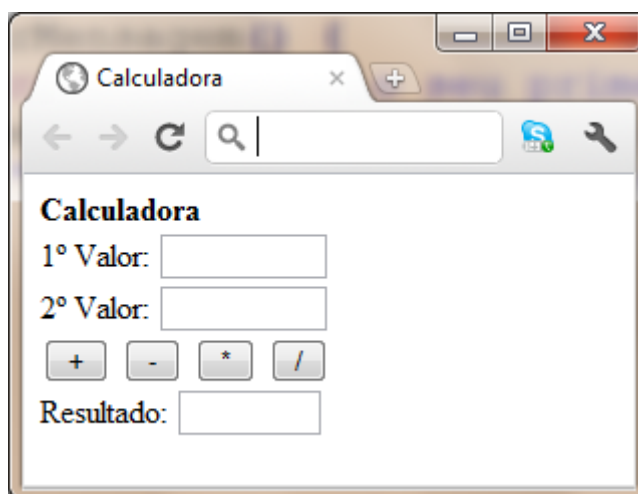 Calculadora
Calculadora
1º Valor:
2º Valor:
+ - * /
Resultado: